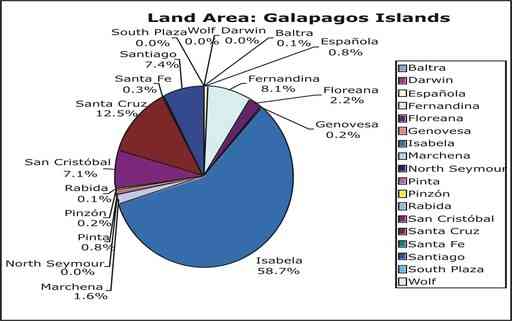 Land Area: Galapagos Islands
South Plaza
0.0%
Wolf
0.0%
Darwin
0.0%
Baltra
0.1%
Española
0.8%
Santiago
7.4%
Fernandina
8.1%
Santa Fe
0.3%
Floreana
2.2%
Santa Cruz
12.5%
Genovesa
0.2%
San Cristóbal
7.1%
Rabida
0.1%
Pinzón
0.2%
Pinta
0.8%
North Seymour
0.0%
Marchena
1.6%
Isabela
58.7%
Baltra
Darwin
Española
Fernandina
Floreana
Genovesa
Isabela
Marchena
North Seymour
Pinta
Pinzón
Rabida
San Cristóbal
Santa Cruz
Santa Fe
Santiago
South Plaza
Wolf